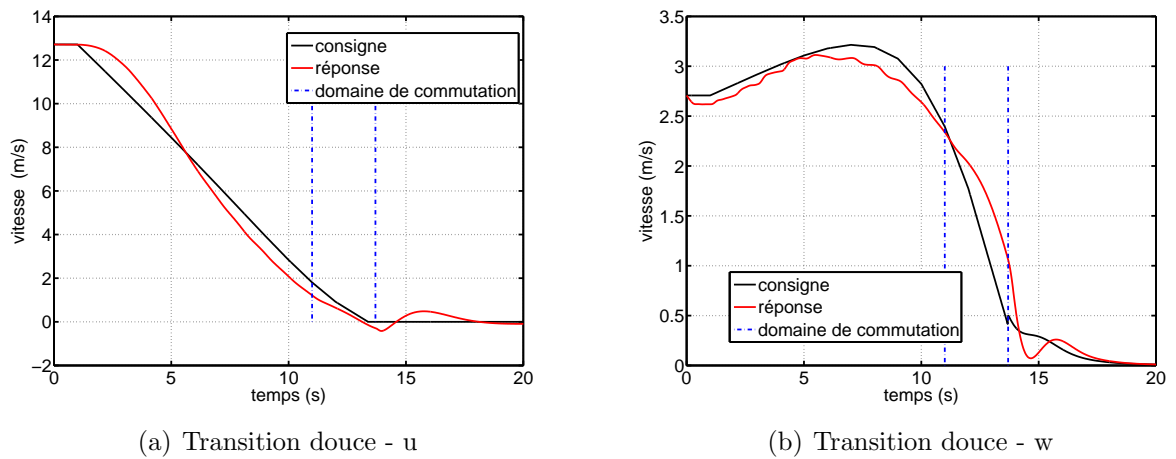 14
12
10
8
6
4
2
0
−2
0
5
10
15
20
vitesse (m/s)
temps (s)
consigne
réponse
domaine de commutation
(a) Transition douce - u
3.5
3
2.5
2
1.5
1
0.5
0
0
5
10
15
20
vitesse (m/s)
temps (s)
consigne
réponse
domaine de commutation
(b) Transition douce - w